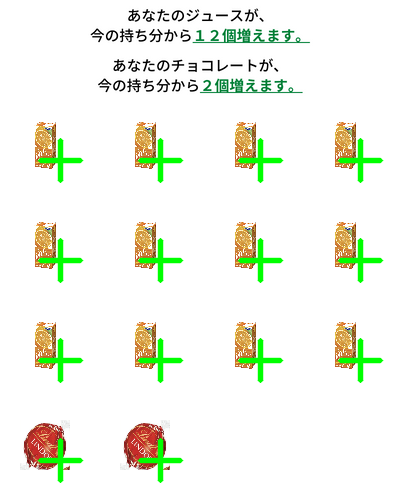 あなたのジュースが、
今の持ち分から１２個増えます。
あなたのチョコレートが、
今の持ち分から２個増えます。